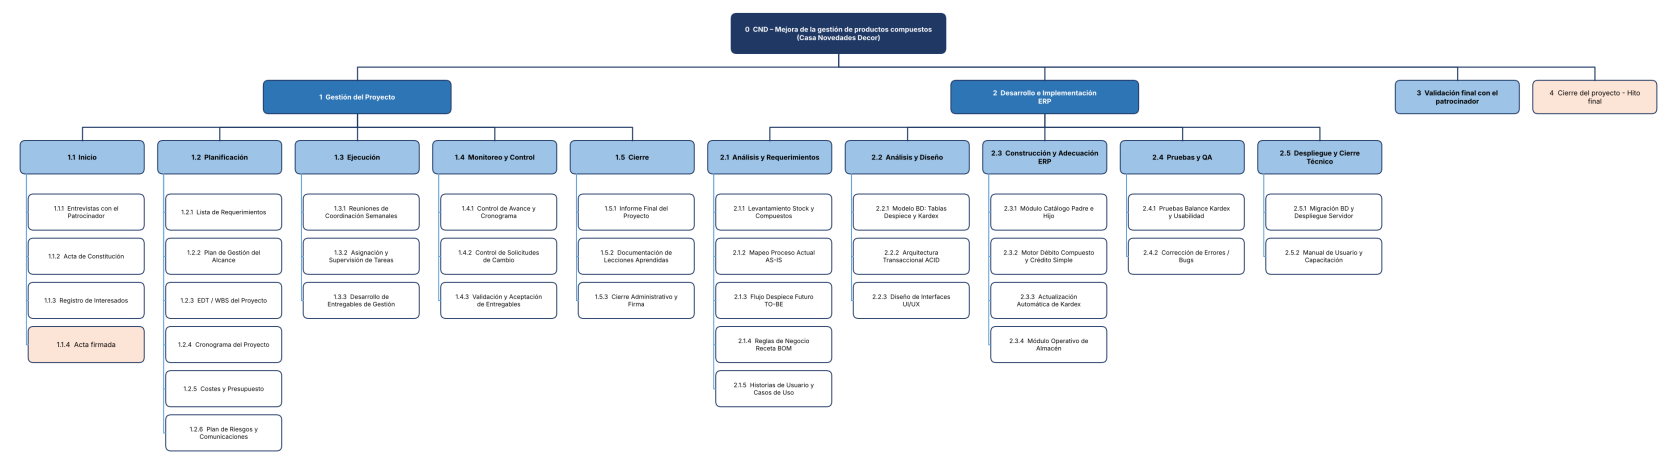 0 CND – Mejora de la gestión de productos compuestos
(Casa Novedades Decor)
1 Gestión del Proyecto
2 Desarrollo e Implementación
ERP
3 Validación final con el
patrocinador
4 Cierre del proyecto - Hito
final
1.1 Inicio
1.2 Planificación
1.3 Ejecución
1.4 Monitoreo y Control
1.5 Cierre
2.1 Análisis y Requerimientos
2.2 Análisis y Diseño
2.3 Construcción y Adecuación
ERP
2.4 Pruebas y QA
2.5 Despliegue y Cierre
Técnico
1.1.1 Entrevistas con el
Patrocinador
1.1.2 Acta de Constitución
1.1.3 Registro de Interesados
1.1.4 Acta firmada
1.2.1 Lista de Requerimientos
1.2.2 Plan de Gestión del
Alcance
1.2.3 EDT / WBS del Proyecto
1.2.4 Cronograma del Proyecto
1.2.5 Costes y Presupuesto
1.2.6 Plan de Riesgos y
Comunicaciones
1.3.1 Reuniones de
Coordinación Semanales
1.3.2 Asignación y
Supervisión de Tareas
1.3.3 Desarrollo de
Entregables de Gestión
1.4.1 Control de Avance y
Cronograma
1.4.2 Control de Solicitudes
de Cambio
1.4.3 Validación y Aceptación
de Entregables
1.5.1 Informe Final del
Proyecto
1.5.2 Documentación de
Lecciones Aprendidas
1.5.3 Cierre Administrativo y
Firma
2.1.1 Levantamiento Stock y
Compuestos
2.1.2 Mapeo Proceso Actual
AS-IS
2.1.3 Flujo Despiece Futuro
TO-BE
2.1.4 Reglas de Negocio
Receta BOM
2.1.5 Historias de Usuario y
Casos de Uso
2.2.1 Modelo BD: Tablas
Despiece y Kardex
2.2.2 Arquitectura
Transaccional ACID
2.2.3 Diseño de Interfaces
UI/UX
2.3.1 Módulo Catálogo Padre e
Hijo
2.3.2 Motor Débito Compuesto
y Crédito Simple
2.3.3 Actualización
Automática de Kardex
2.3.4 Módulo Operativo de
Almacén
2.4.1 Pruebas Balance Kardex
y Usabilidad
2.4.2 Corrección de Errores /
Bugs
2.5.1 Migración BD y
Despliegue Servidor
2.5.2 Manual de Usuario y
Capacitación